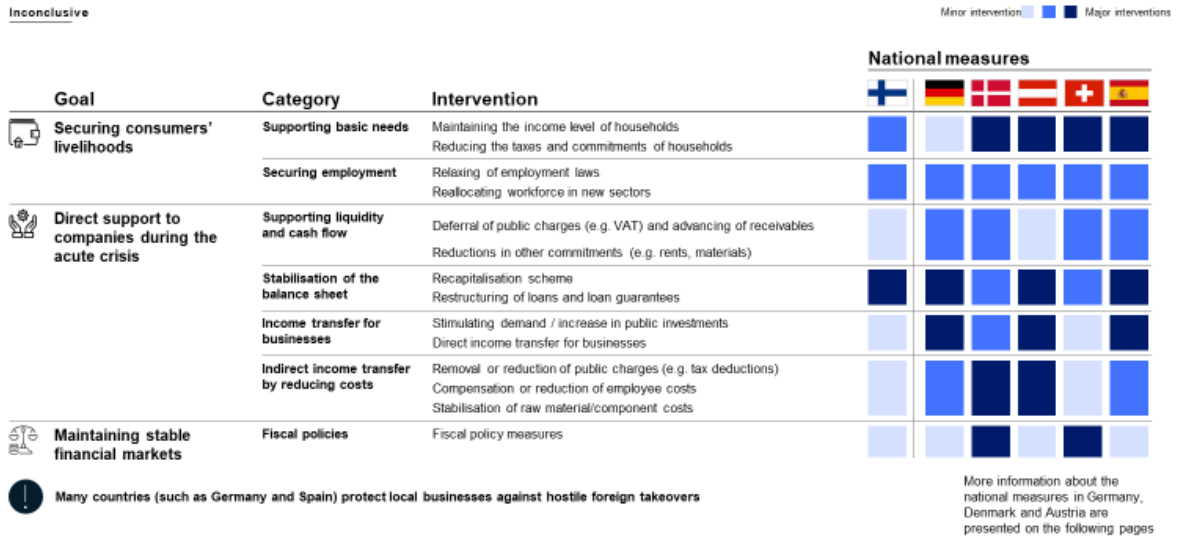 Inconclusive
Minor intervention
Major interventions
National measures
Goal
Category
Intervention
Securing consumers'
livelihoods
Supporting basic needs
Maintaining the income level of households
Reducing the taxes and commitments of households
Securing employment
Relaxing of employment laws
Reallocating workforce in new sectors
Direct support to
companies during the
acute crisis
Supporting liquidity
and cash flow
Deferral of public charges (e.g. VAT) and advancing of receivables
Reductions in other commitments (e.g. rents, materials)
Stabilisation of the
balance sheet
Recapitalisation scheme
Restructuring of loans and loan guarantees
Income transfer for
businesses
Stimulating demand / increase in public investments
Direct income transfer for businesses
Indirect income transfer
by reducing costs
Removal or reduction of public charges (e.g. tax deductions)
Compensation or reduction of employee costs
Stabilisation of raw material/component costs
Maintaining stable
financial markets
Fiscal policies
Fiscal policy measures
Many countries (such as Germany and Spain) protect local businesses against hostile foreign takeovers
More information about the
national measures in Germany,
Denmark and Austria are
presented on the following pages